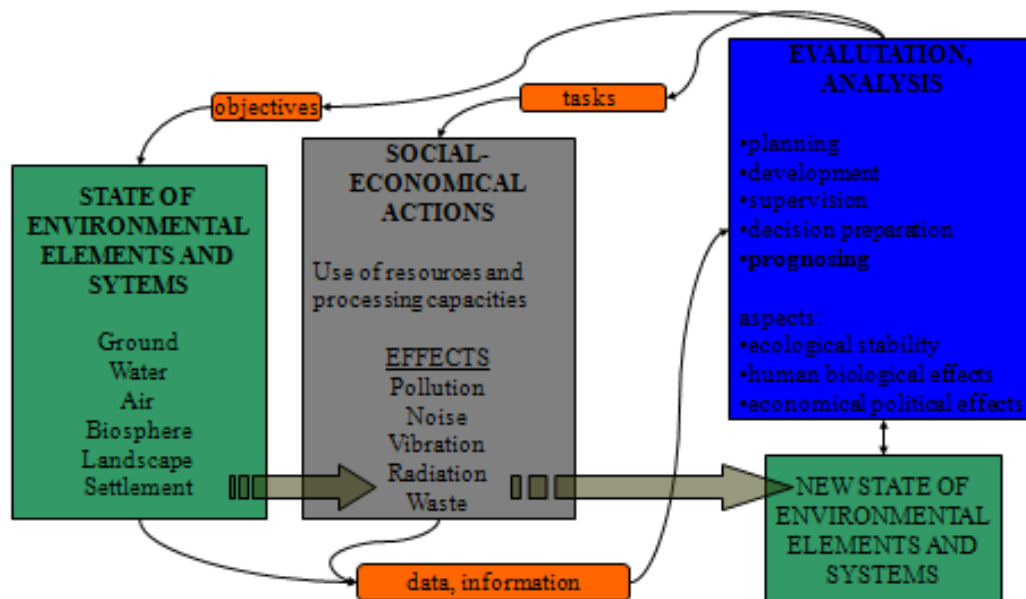 objectives
tasks
STATE OF
ENVIRONMENTAL
ELEMENTS AND
SYTEMS
Ground
Water
Air
Biosphere
Landscape
Settlement
SOCIAL-
ECONOMICAL
ACTIONS
Use of resources and
processing capacities
EFFECTS
Pollution
Noise
Vibration
Radiation
Waste
EVALUTATION,
ANALYSIS
•planning
•development
•supervision
•decision preparation
•prognosing
aspects:
•ecological stability
•human biological effects
•economical political effects
NEW STATE OF
ENVIRONMENTAL
ELEMENTS AND
SYSTEMS
data, information